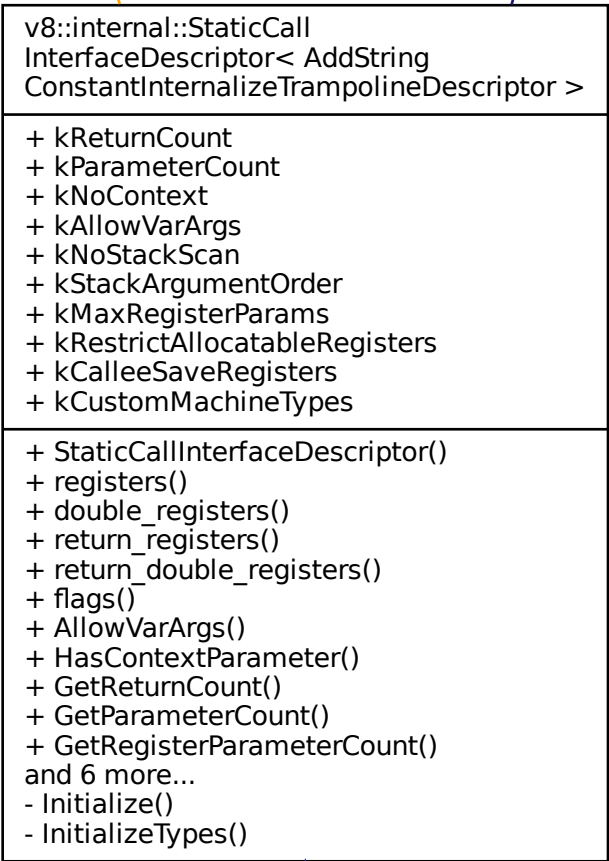 v8::internal::StaticCall
InterfaceDescriptor< AddString
ConstantInternalizeTrampolineDescriptor >
+ kReturnCount
+ kParameterCount
+ kNoContext
+ kAllowVarArgs
+ kNoStackScan
+ kStackArgumentOrder
+ kMaxRegisterParams
+ kRestrictAllocatableRegisters
+ kCalleeSaveRegisters
+ kCustomMachineTypes
+ StaticCallInterfaceDescriptor()
+ registers()
+ double_registers()
+ return_registers()
+ return_double_registers()
+ flags()
+ AllowVarArgs()
+ HasContextParameter()
+ GetReturnCount()
+ GetParameterCount()
+ GetRegisterParameterCount()
and 6 more...
- Initialize()
- InitializeTypes()